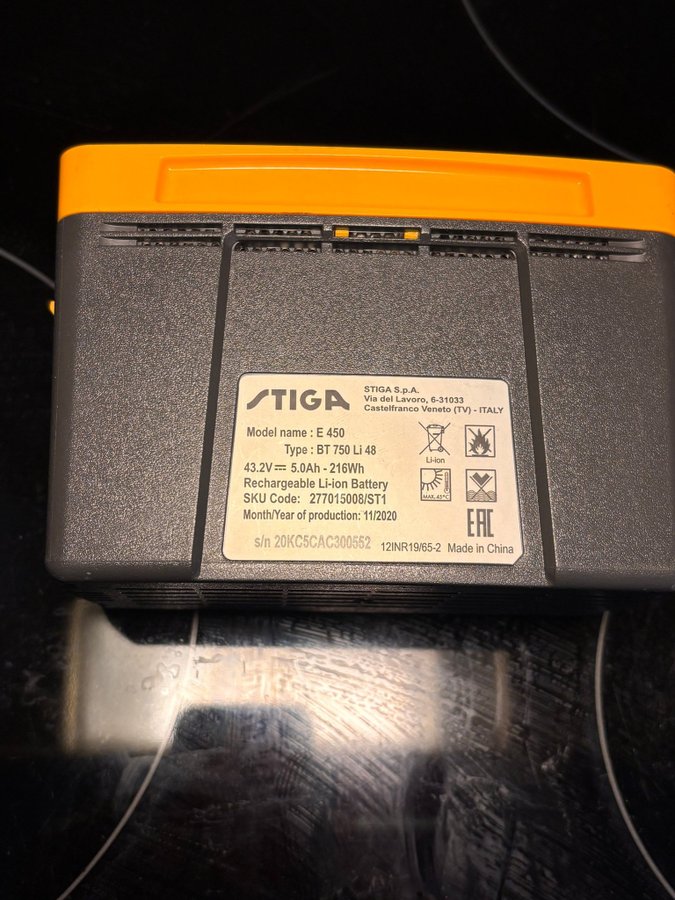 STIGA
STIGA S.p.A.
Via del Lavoro, 6-31033
Castelfranco Veneto (TV) - ITALY
Model name : E 450
Type : BT 750 Li 48
43.2V ⎓ 5.0Ah - 216Wh
Rechargeable Li-ion Battery
SKU Code: 277015008/ST1
Month/Year of production: 11/2020
s/n 20KC5CAC300552
Li-ion
MAX. 45°C
EAC
12INR19/65-2 Made in China